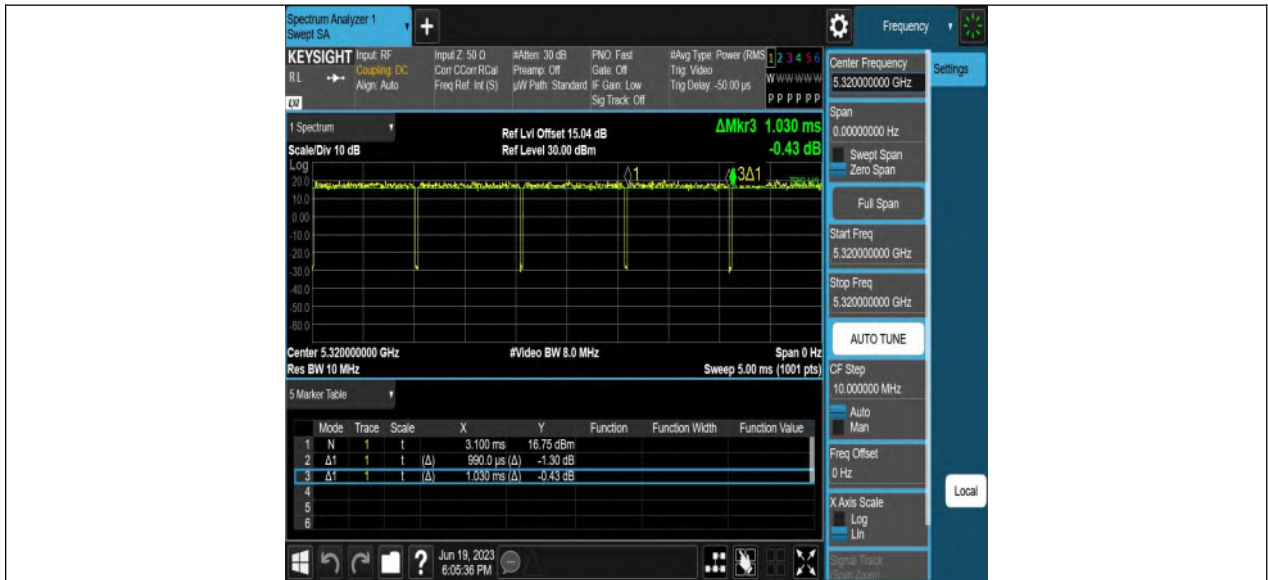 Spectrum Analyzer 1
Swept SA
+
Frequency
KEYSIGHT
RL
LXI
Input: RF
Coupling: DC
Align: Auto
Input Z: 50 Ω
Corr CCorr RCal
Freq Ref: Int (S)
#Atten: 30 dB
Preamp: Off
µW Path: Standard
PNO: Fast
Gate: Off
IF Gain: Low
Sig Track: Off
#Avg Type: Power (RMS
Trig: Video
Trig Delay: -50.00 µs
1 2 3 4 5 6
W W W W W W
P P P P P P
Center Frequency
5.320000000 GHz
Settings
1 Spectrum
Scale/Div 10 dB
Ref Lvl Offset 15.04 dB
Ref Level 30.00 dBm
ΔMkr3 1.030 ms
-0.43 dB
Log
20.0
10.0
0.00
-10.0
-20.0
-30.0
-40.0
-50.0
-60.0
1
3Δ1
Center 5.320000000 GHz
#Video BW 8.0 MHz
Span 0 Hz
Res BW 10 MHz
Sweep 5.00 ms (1001 pts)
Span
0.00000000 Hz
Swept Span
Zero Span
Full Span
Start Freq
5.320000000 GHz
Stop Freq
5.320000000 GHz
AUTO TUNE
CF Step
10.000000 MHz
Auto
Man
Freq Offset
0 Hz
X Axis Scale
Log
Lin
Signal Track
(Span Zoom)
Local
5 Marker Table
Mode Trace Scale X Y Function Function Width Function Value
1 N 1 t 3.100 ms 16.75 dBm
2 Δ1 1 t (Δ) 990.0 µs (Δ) -1.30 dB
3 Δ1 1 t (Δ) 1.030 ms (Δ) -0.43 dB
4
5
6
?
Jun 19, 2023
6:05:36 PM